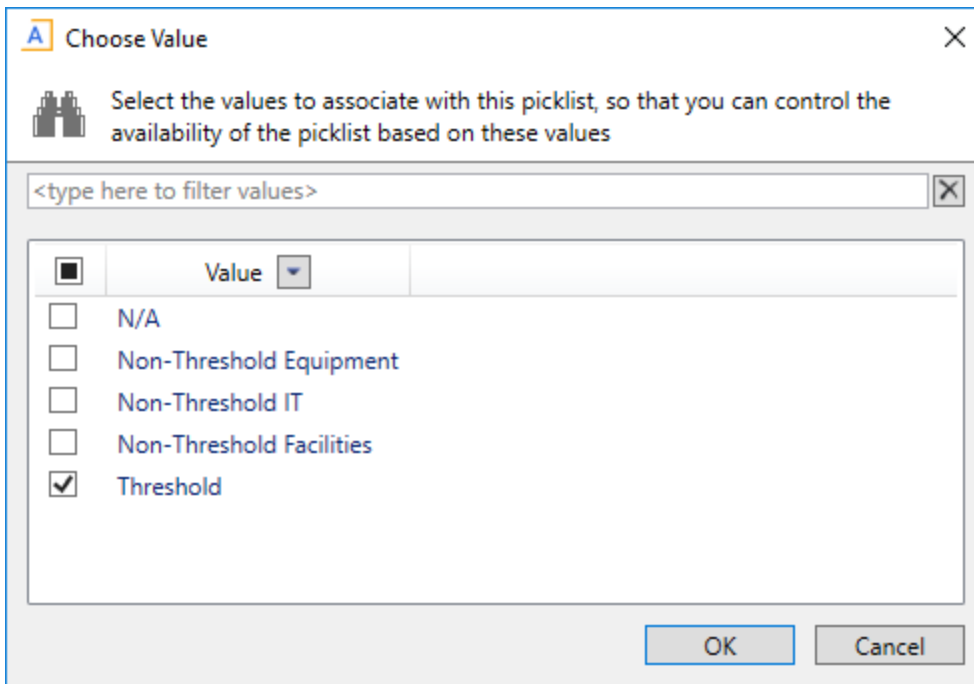 A Choose Value
Select the values to associate with this picklist, so that you can control the
availability of the picklist based on these values
<type here to filter values>
Value
N/A
Non-Threshold Equipment
Non-Threshold IT
Non-Threshold Facilities
Threshold
OK Cancel